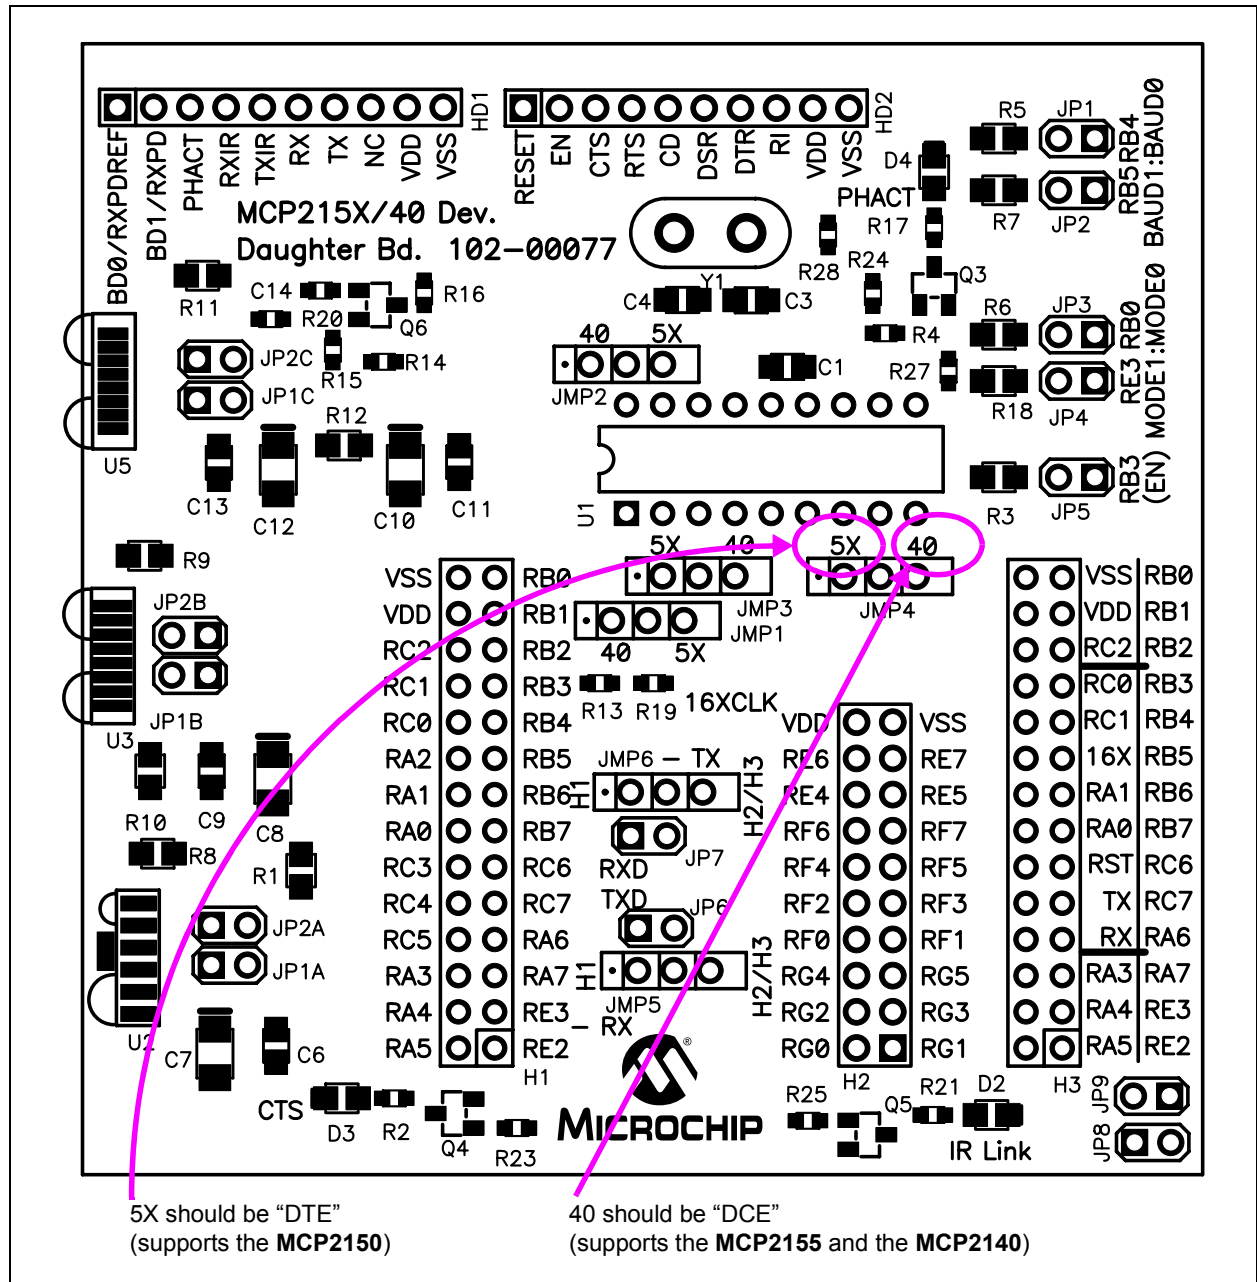 BD0/RXPDREF
BD1/RXPD
PHACT
RXIR
TXIR
RX
TX
NC
VDD
VSS
HD1
RESET
EN
CTS
RTS
CD
DSR
DTR
RI
VDD
VSS
HD2
MCP215X/40 Dev.
Daughter Bd. 102-00077
D4
PHACT
R17
R5
JP1
R7
JP2
RB5RB4
BAUD1:BAUD0
R28
R24
Q3
R4
R27
R6
JP3
R18
JP4
RE3 RB0
MODE1:MODE0
R3
JP5
RB3
(EN)
R11
C14
R20
Q6
R16
R15
R14
JP2C
JP1C
R12
U5
C13
C12
C10
C11
Y1
C4
C3
40 5X
JMP2
C1
U1
5X 40
JMP3
5X 40
JMP4
JMP1
40 5X
R13 R19
16XCLK
R9
JP2B
JP1B
U3
R10
C9
C8
R8
R1
JP2A
JP1A
U2
C7
C6
VSS RB0
VDD RB1
RC2 RB2
RC1 RB3
RC0 RB4
RA2 RB5
RA1 RB6
RA0 RB7
RC3 RC6
RC4 RC7
RC5 RA6
RA3 RA7
RA4 RE3
RA5 RE2
H1
JMP6 - TX
H1
H2/H3
JP7
RXD
TXD
JP6
H1
H2/H3
JMP5
- RX
VDD VSS
RE6 RE7
RE4 RE5
RF6 RF7
RF4 RF5
RF2 RF3
RF0 RF1
RG4 RG5
RG2 RG3
RG0 RG1
H2
VSS RB0
VDD RB1
RC2 RB2
RC0 RB3
RC1 RB4
16X RB5
RA1 RB6
RA0 RB7
RST RC6
TX RC7
RX RA6
RA3 RA7
RA4 RE3
RA5 RE2
H3
CTS
D3
R2
Q4
R23
®
MICROCHIP
R25
Q5
R21
D2
IR Link
JP9
JP8
5X should be “DTE”
(supports the MCP2150)
40 should be “DCE”
(supports the MCP2155 and the MCP2140)